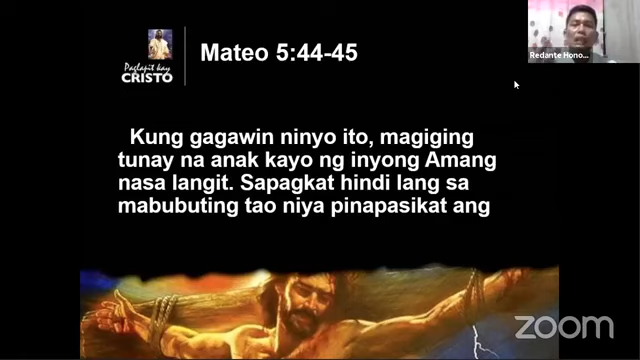 Paglapit kay
CRISTO
Mateo 5:44-45
Redante Hono...
Kung gagawin ninyo ito, magiging
tunay na anak kayo ng inyong Amang
nasa langit. Sapagkat hindi lang sa
mabubuting tao niya pinapasikat ang
zoom